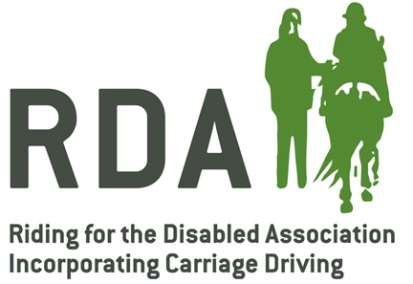 RDA
Riding for the Disabled Association
Incorporating Carriage Driving